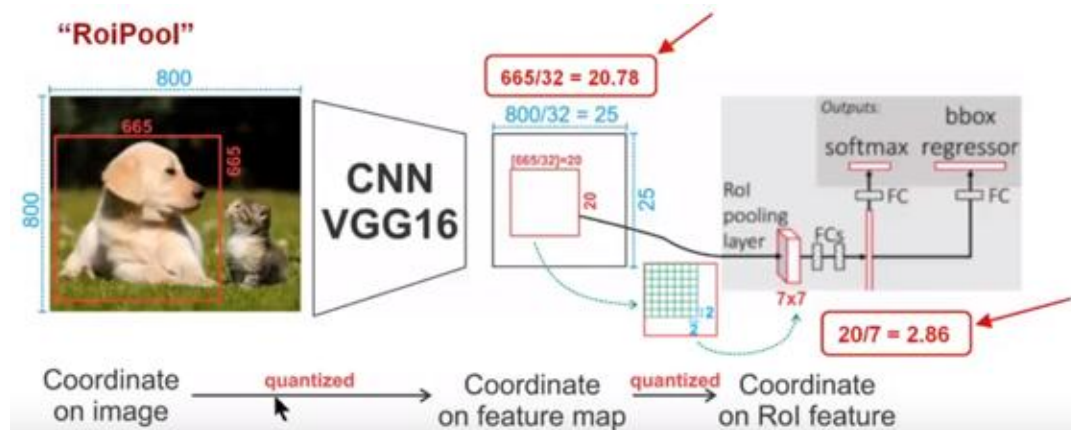 “RoiPool”
800
800
665
665
CNN
VGG16
665/32 = 20.78
800/32 = 25
[665/32]=20
20
25
2
2
Outputs:
softmax
bbox
regressor
FC
FC
RoI
pooling
layer
FCs
7x7
20/7 = 2.86
Coordinate
on image
quantized
Coordinate
on feature map
quantized
Coordinate
on RoI feature